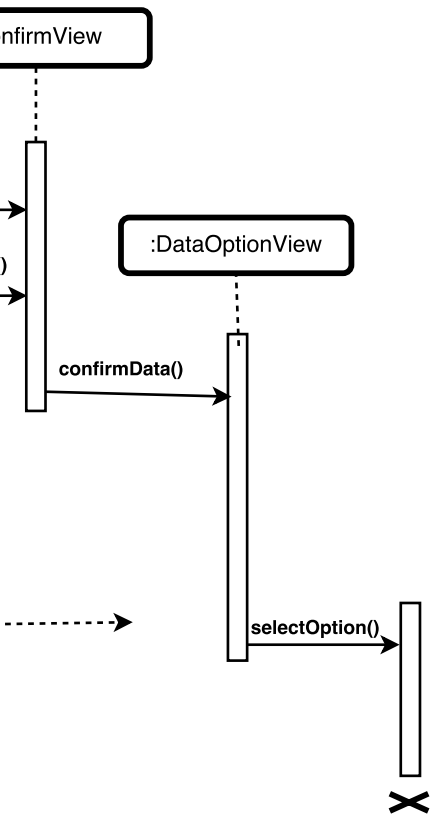 nfirmView
:DataOptionView
)
confirmData()
selectOption()